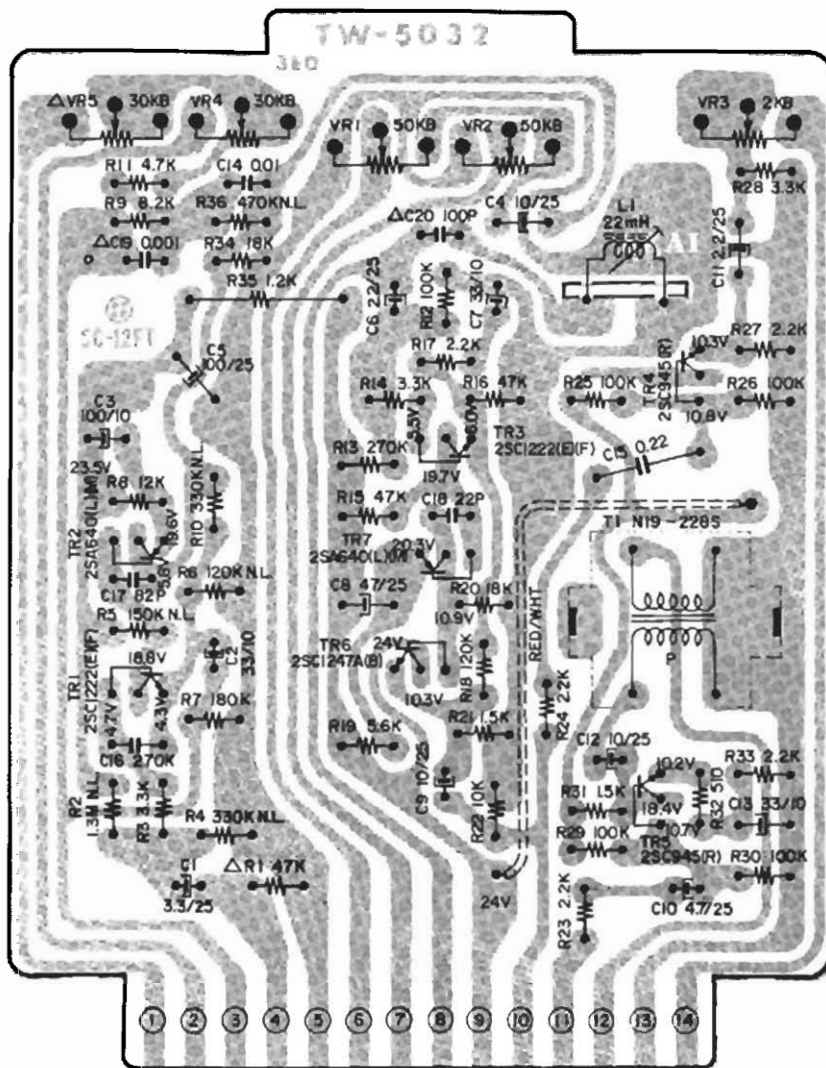 TW-5032
△VR5 30KB VR4 30KB
VR1 50KB VR2 50KB
VR3 2KB
R11 4.7K
C14 0.01
R28 3.3K
R9 8.2K
R36 470K N.L.
△C20 100P
C4 10/25
L1
22mH
C11 2.2/25
△C19 0.001
R34 18K
R35 1.2K
C6 2.2/25
R12 100K
C7 33/10
C5
100/25
R17 2.2K
10.3V
R27 2.2K
TR4
2SC945(R)
R14 3.3K
R16 47K
R25 100K
R26 100K
10.8V
C3
100/10
5.5V
6.0V
TR3
2SC1222(E)(F)
R13 270K
19.7V
C15 0.22
23.5V
R8 12K
R10 330K N.L.
R15 47K
C18 22P
T1 N19-2285
TR2
2SA640(L)(M)
19.6V
5.8V
TR7
2SA640(L)(M)
20.3V
C17 82P
R6 120K N.L.
C8 47/25
R20 18K
10.9V
RED/WHT
R5 150K N.L.
18.8V
C2
33/10
TR6
2SC1247A(B)
24V
R18 120K
P
TR1
2SC1222(E)(F)
4.7V
4.3V
10.3V
R24 2.2K
R7 180K
R19 5.6K
R21 1.5K
C16 270K
C12 10/25
R2
1.3M N.L.
R3 3.3K
C9 10/25
R22 10K
10.2V
R33 2.2K
R31 1.5K
18.4V
R32 510
C13 33/10
R4 330K N.L.
R29 100K
10.7V
TR5
2SC945(R)
C1
3.3/25
△R1 47K
24V
R23 2.2K
C10 4.7/25
R30 100K
1 2 3 4 5 6 7 8 9 10 11 12 13 14